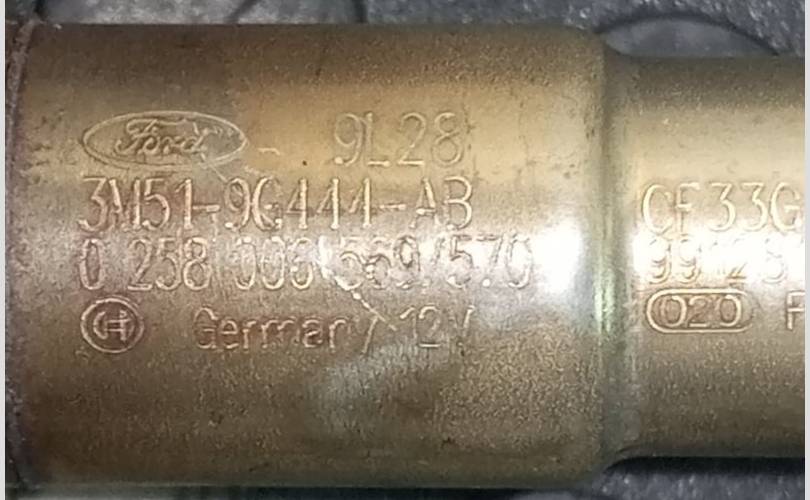 Ford - 9L28
3M51-9G444-AB
0 258 006 569/570
Germany 12V
CF33G
020